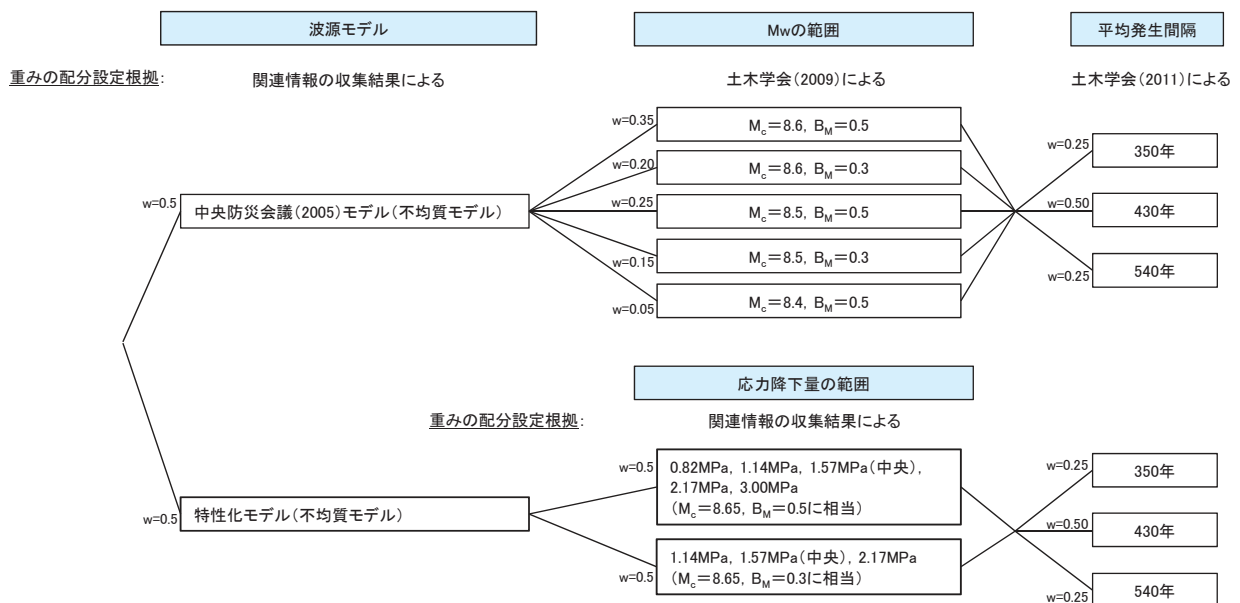 波源モデル
Mwの範囲
平均発生間隔
重みの配分設定根拠:
関連情報の収集結果による
土木学会(2009)による
土木学会(2011)による
w=0.5
中央防災会議(2005)モデル(不均質モデル)
w=0.35
Mc=8.6, BM=0.5
w=0.20
Mc=8.6, BM=0.3
w=0.25
Mc=8.5, BM=0.5
w=0.15
Mc=8.5, BM=0.3
w=0.05
Mc=8.4, BM=0.5
w=0.25
350年
w=0.50
430年
w=0.25
540年
応力降下量の範囲
重みの配分設定根拠:
関連情報の収集結果による
w=0.5
特性化モデル(不均質モデル)
w=0.5
0.82MPa, 1.14MPa, 1.57MPa(中央),
2.17MPa, 3.00MPa
(Mc=8.65, BM=0.5に相当)
w=0.5
1.14MPa, 1.57MPa(中央), 2.17MPa
(Mc=8.65, BM=0.3に相当)
w=0.25
350年
w=0.50
430年
w=0.25
540年